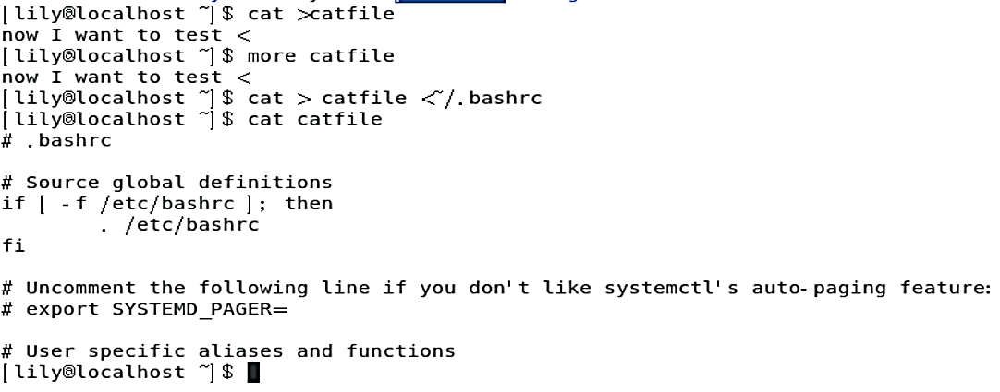 [lily@localhost ~]$ cat >catfile
now I want to test <
[lily@localhost ~]$ more catfile
now I want to test <
[lily@localhost ~]$ cat > catfile <~/.bashrc
[lily@localhost ~]$ cat catfile
# .bashrc

# Source global definitions
if [ -f /etc/bashrc ]; then
        . /etc/bashrc
fi

# Uncomment the following line if you don't like systemctl's auto-paging feature:
# export SYSTEMD_PAGER=

# User specific aliases and functions
[lily@localhost ~]$